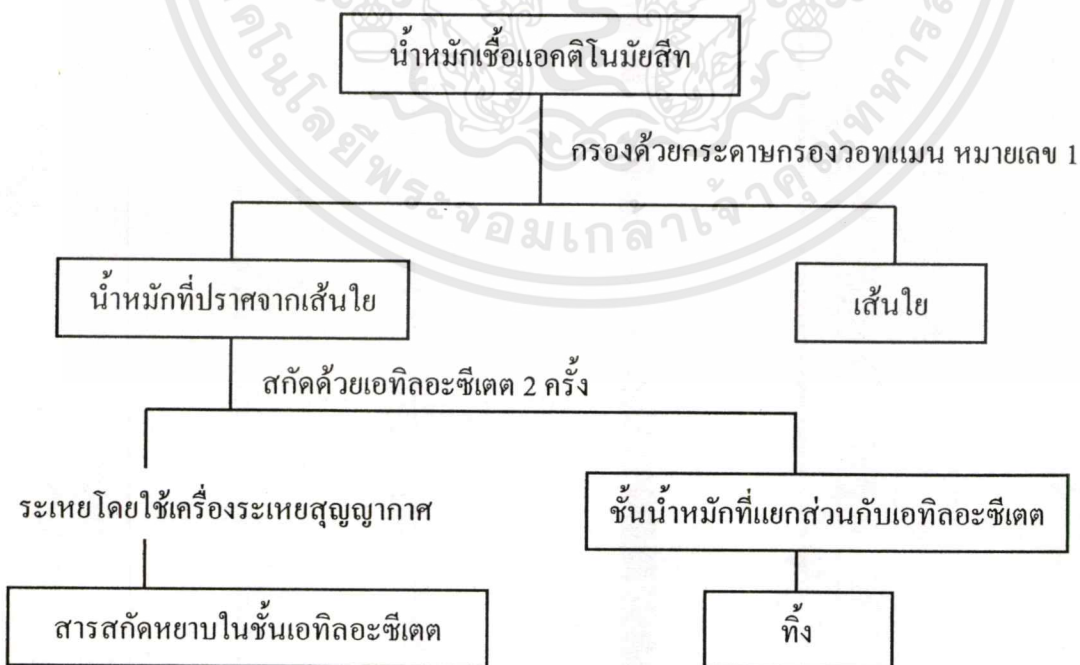 น้ำหมักเชื้อแอคติโนมัยสีท
กรองด้วยกระดาษกรองวอทแมน หมายเลข 1
น้ำหมักที่ปราศจากเส้นใย
เส้นใย
สกัดด้วยเอทิลอะซีเตต 2 ครั้ง
ระเหยโดยใช้เครื่องระเหยสุญญากาศ
ชั้นน้ำหมักที่แยกส่วนกับเอทิลอะซีเตต
สารสกัดหยาบในชั้นเอทิลอะซีเตต
ทิ้ง